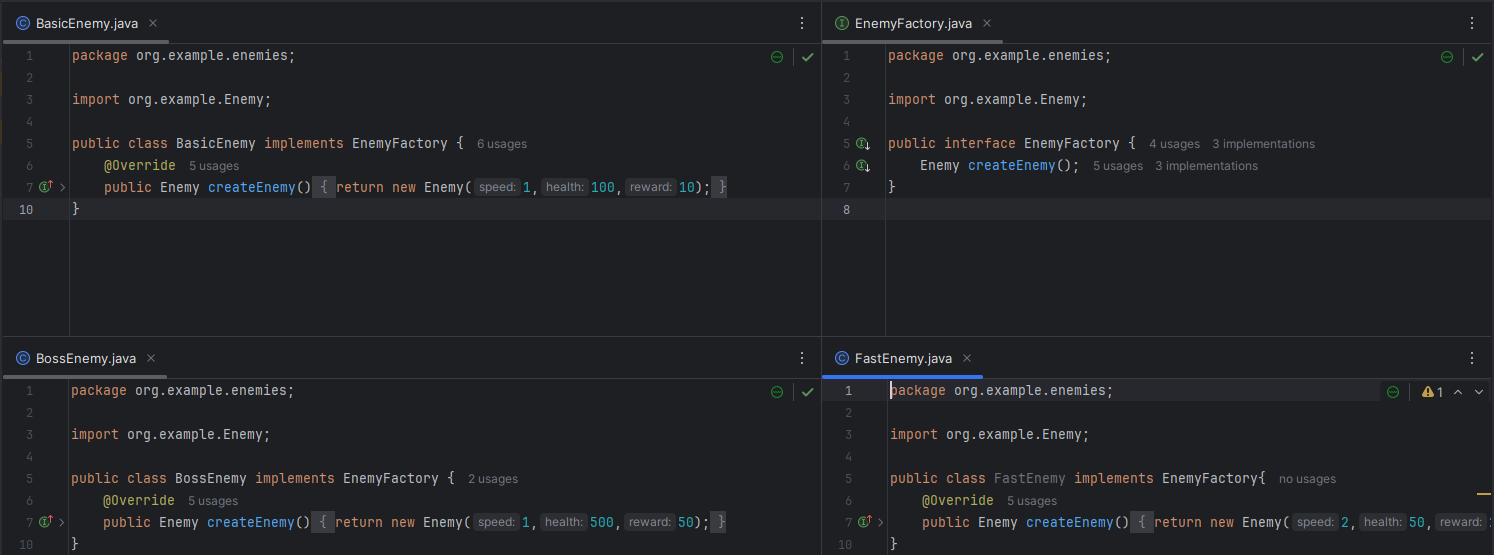 BasicEnemy.java
1 package org.example.enemies;
2
3 import org.example.Enemy;
4
5 public class BasicEnemy implements EnemyFactory { 6 usages
6 @Override 5 usages
7 public Enemy createEnemy() { return new Enemy( speed: 1, health: 100, reward: 10); }
10 }
EnemyFactory.java
1 package org.example.enemies;
2
3 import org.example.Enemy;
4
5 public interface EnemyFactory { 4 usages 3 implementations
6 Enemy createEnemy(); 5 usages 3 implementations
7 }
8
BossEnemy.java
1 package org.example.enemies;
2
3 import org.example.Enemy;
4
5 public class BossEnemy implements EnemyFactory { 2 usages
6 @Override 5 usages
7 public Enemy createEnemy() { return new Enemy( speed: 1, health: 500, reward: 50); }
10 }
FastEnemy.java
1 package org.example.enemies; 1
2
3 import org.example.Enemy;
4
5 public class FastEnemy implements EnemyFactory{ no usages
6 @Override 5 usages
7 public Enemy createEnemy() { return new Enemy( speed: 2, health: 50, reward:
10 }